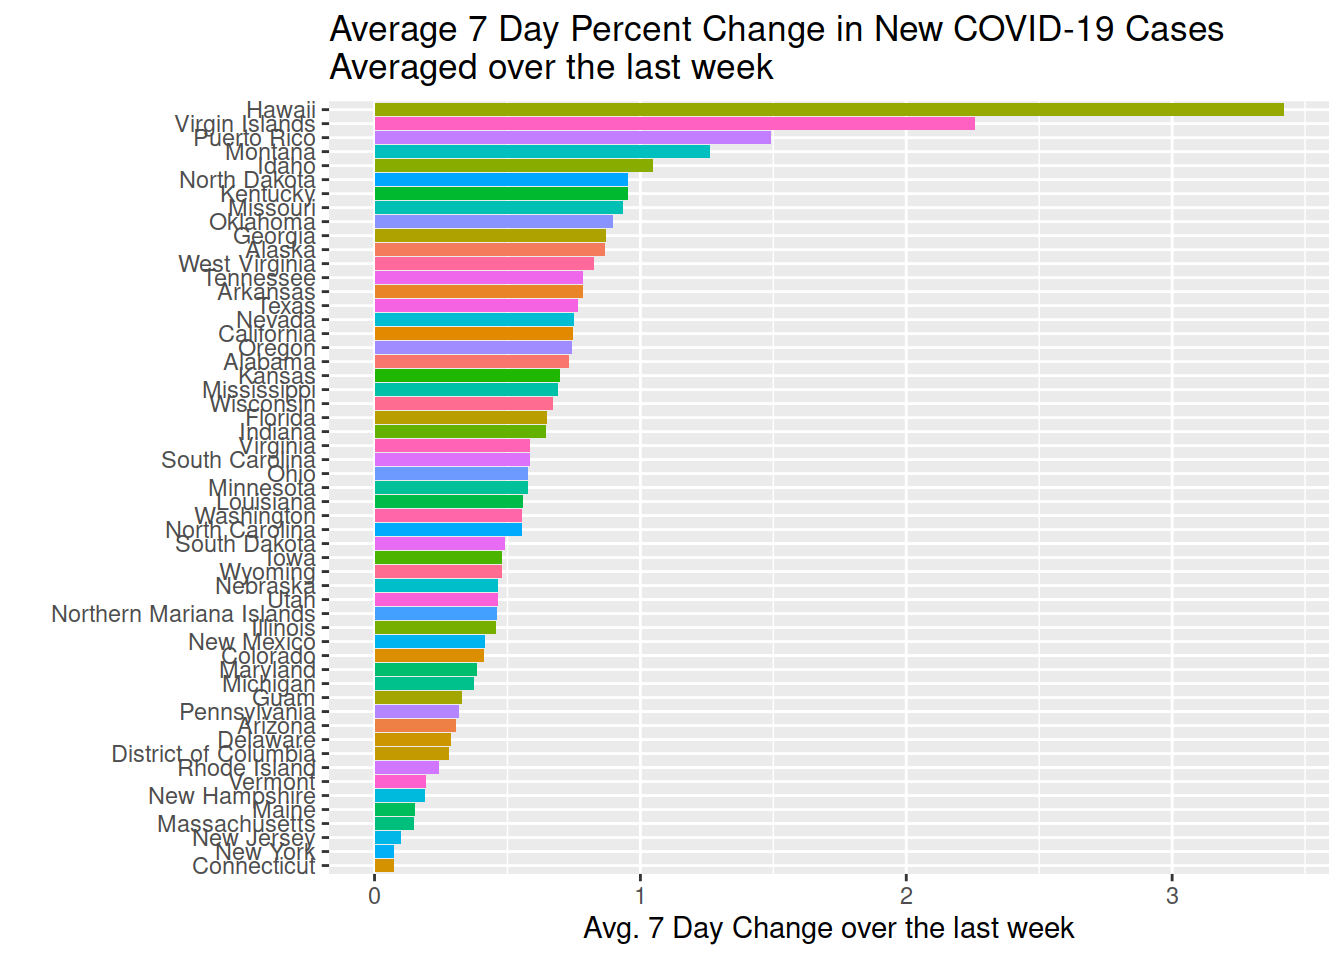 Average 7 Day Percent Change in New COVID-19 Cases
Averaged over the last week
Hawaii
Virgin Islands
Puerto Rico
Montana
Idaho
North Dakota
Kentucky
Missouri
Oklahoma
Georgia
Alaska
West Virginia
Tennessee
Arkansas
Texas
Nevada
California
Oregon
Alabama
Kansas
Mississippi
Wisconsin
Florida
Indiana
Virginia
South Carolina
Ohio
Minnesota
Louisiana
Washington
North Carolina
South Dakota
Iowa
Wyoming
Nebraska
Utah
Northern Mariana Islands
Illinois
New Mexico
Colorado
Maryland
Michigan
Guam
Pennsylvania
Arizona
Delaware
District of Columbia
Rhode Island
Vermont
New Hampshire
Maine
Massachusetts
New Jersey
New York
Connecticut
0 1 2 3
Avg. 7 Day Change over the last week